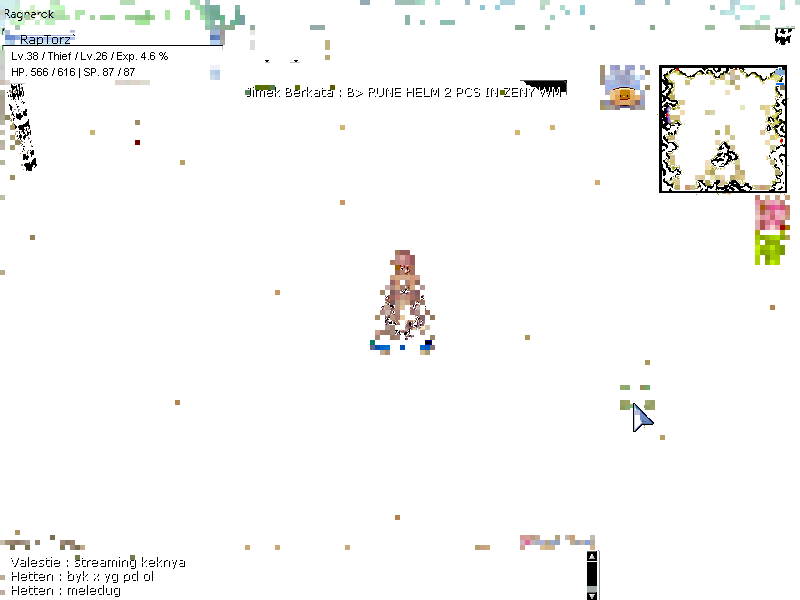 Ragnarok
RapTorz
Lv.38 / Thief / Lv.26 / Exp. 4.6 %
HP. 566 / 616 | SP. 87 / 87
Jimek Berkata : B> RUNE HELM 2 PCS IN ZENY WM
Valestie : streaming keknya
Hetten : byk x yg pd ol
Hetten : meledug